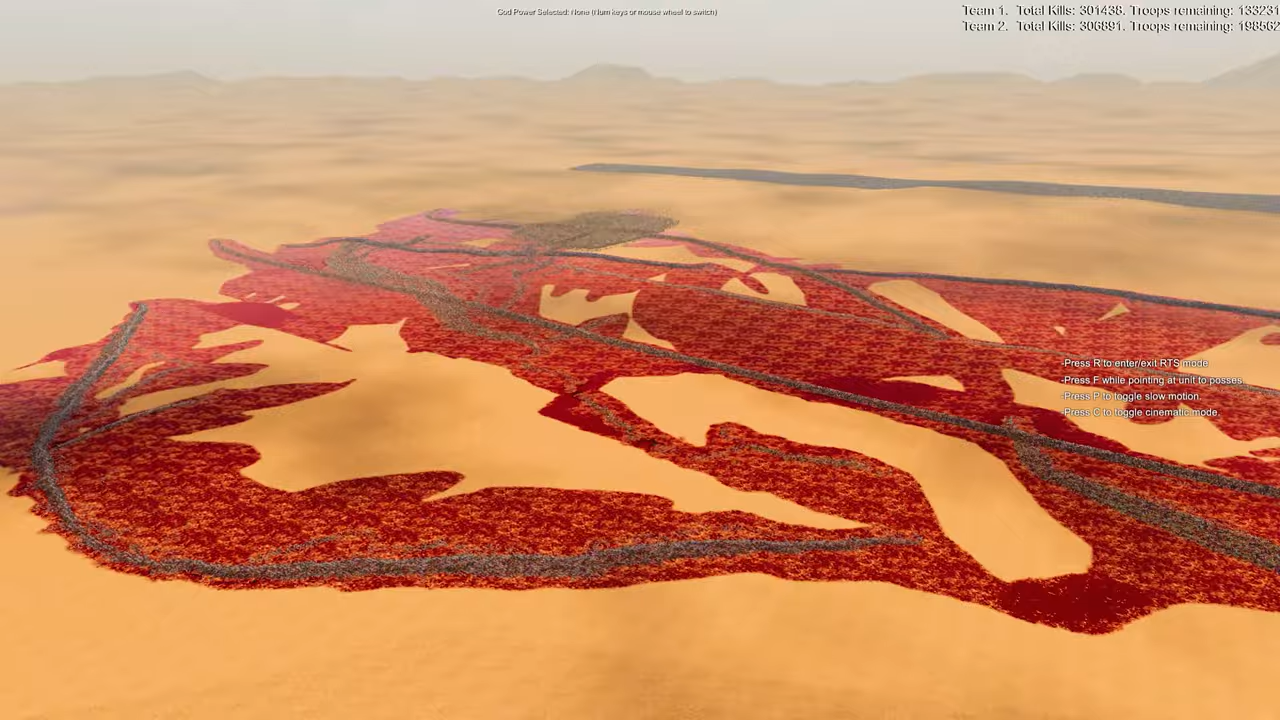 God Power Selected: None (Num keys or mouse wheel to switch)
Team 1. Total Kills: 301438. Troops remaining: 133231
Team 2. Total Kills: 306891. Troops remaining: 198562
-Press R to enter/exit RTS mode
-Press F while pointing at unit to posses.
-Press P to toggle slow motion.
-Press C to toggle cinematic mode.